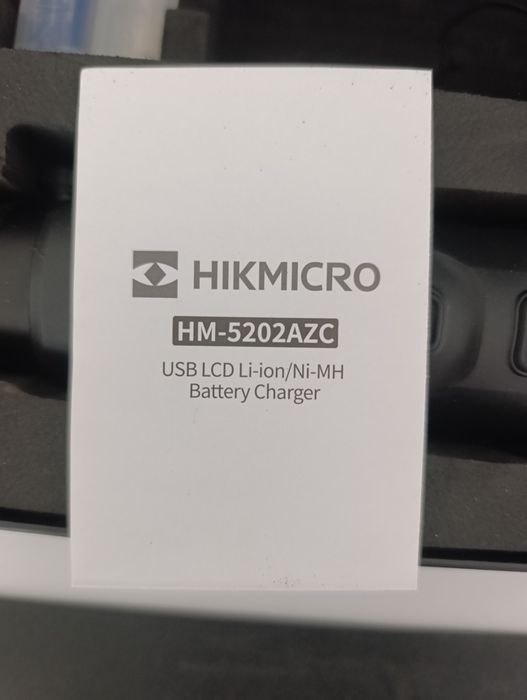 HIKMICRO
HM-5202AZC
USB LCD Li-ion/Ni-MH
Battery Charger